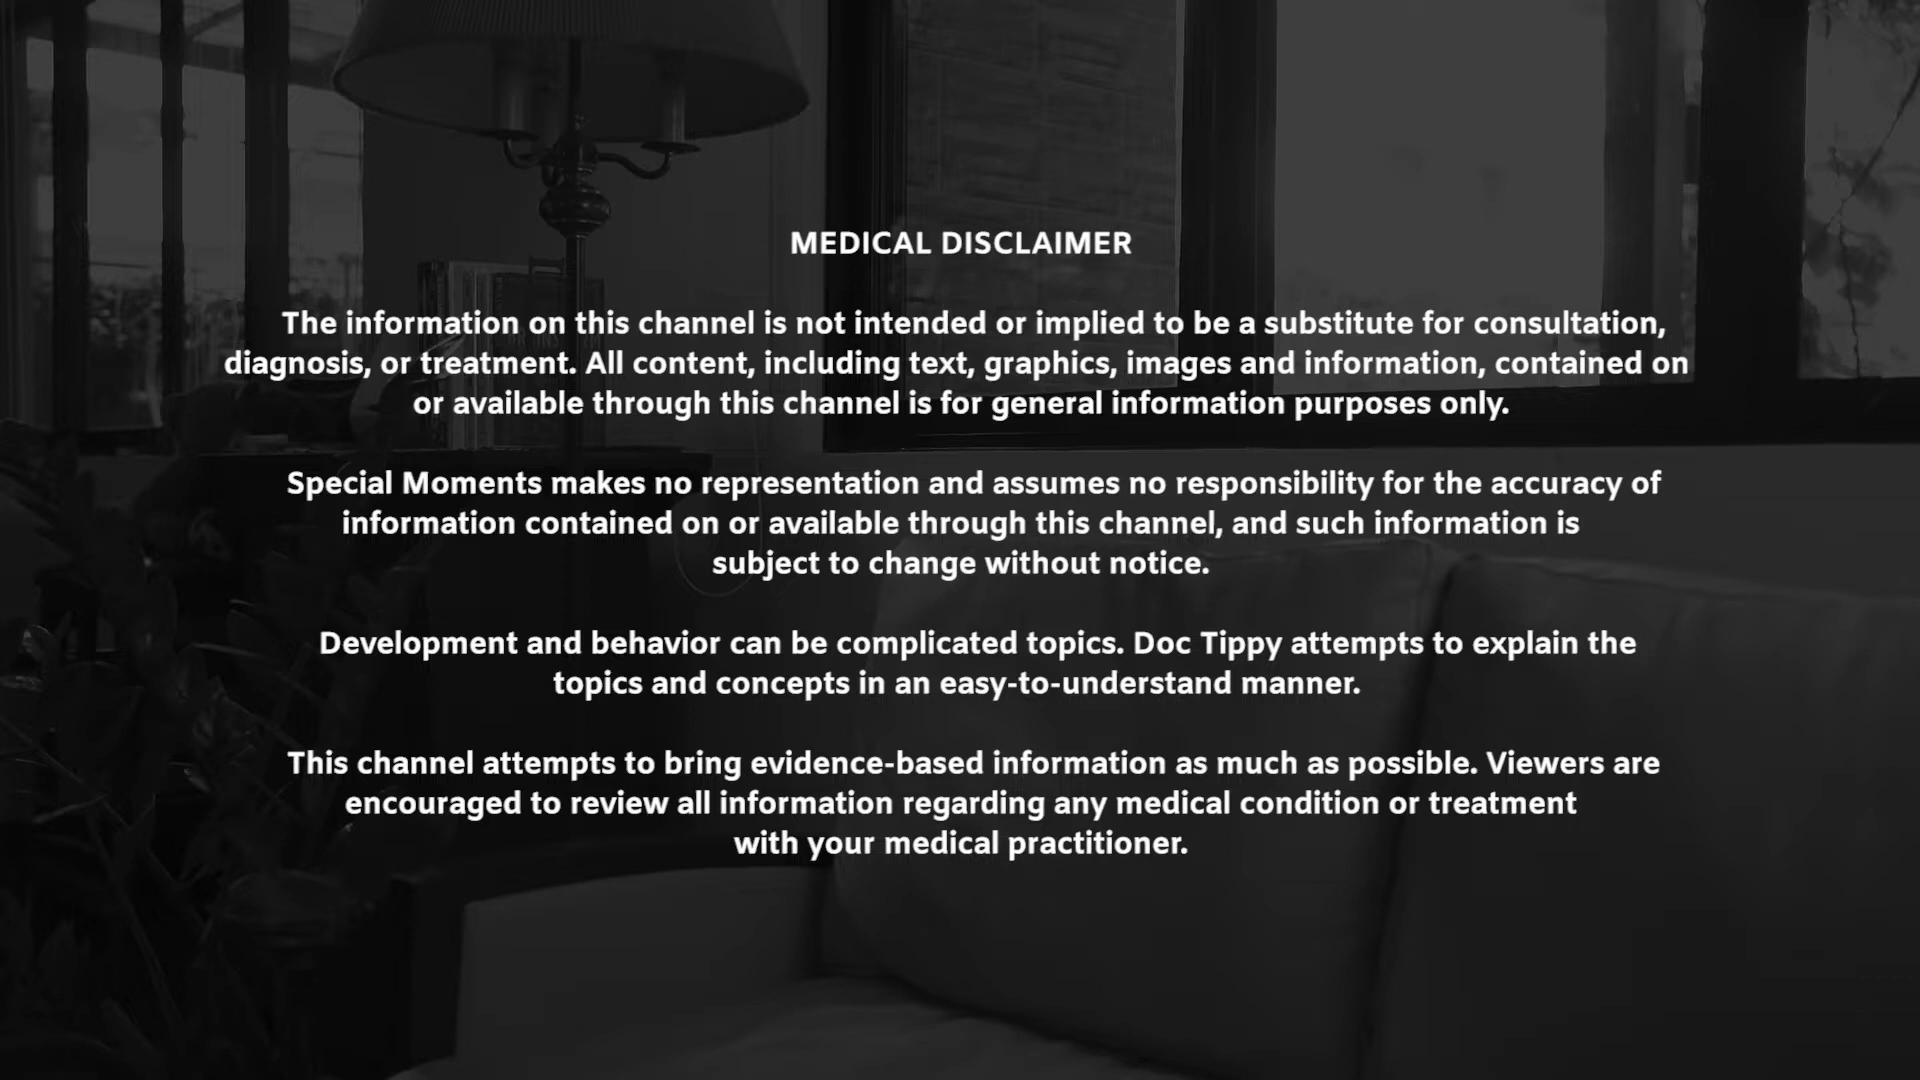 MEDICAL DISCLAIMER
The information on this channel is not intended or implied to be a substitute for consultation,
diagnosis, or treatment. All content, including text, graphics, images and information, contained on
or available through this channel is for general information purposes only.
Special Moments makes no representation and assumes no responsibility for the accuracy of
information contained on or available through this channel, and such information is
subject to change without notice.
Development and behavior can be complicated topics. Doc Tippy attempts to explain the
topics and concepts in an easy-to-understand manner.
This channel attempts to bring evidence-based information as much as possible. Viewers are
encouraged to review all information regarding any medical condition or treatment
with your medical practitioner.